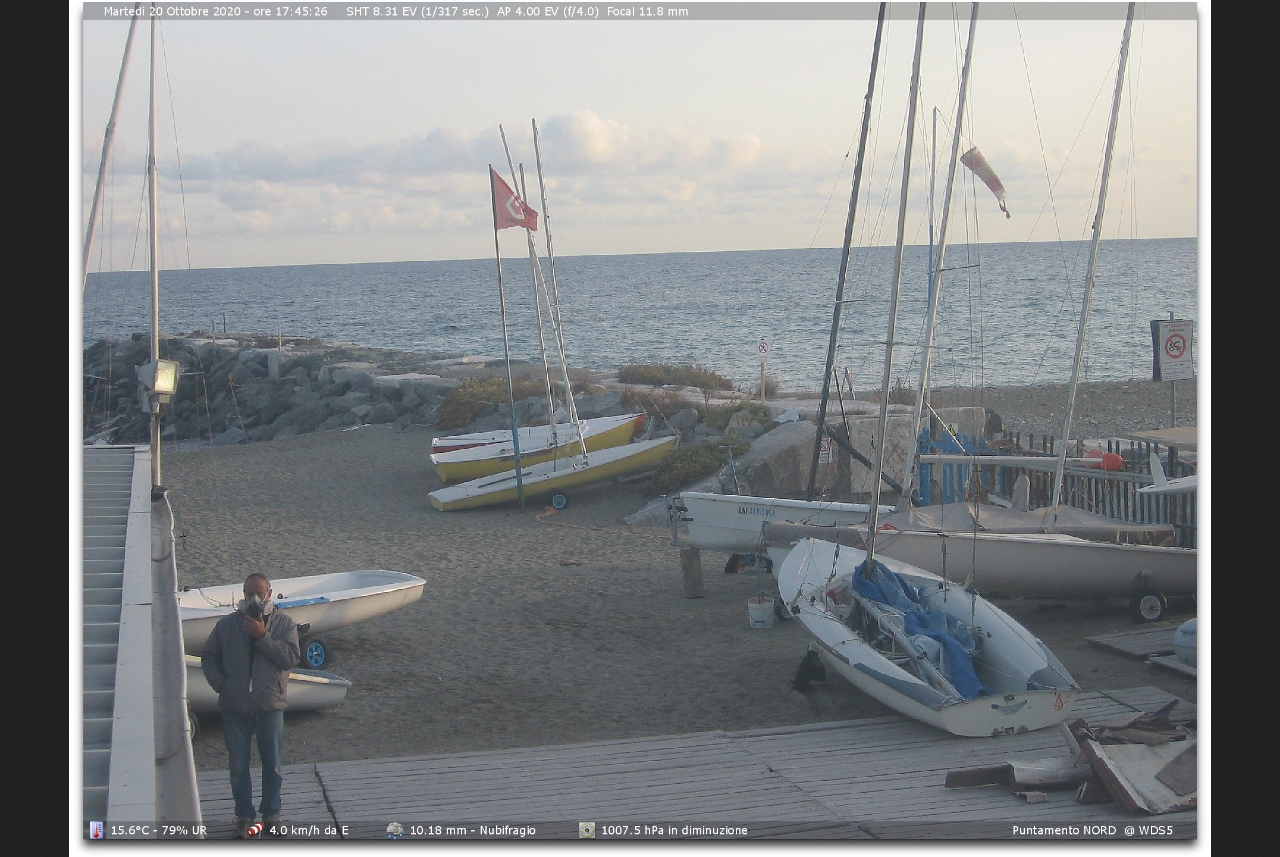 Martedì 20 Ottobre 2020 - ore 17:45:26 SHT 8.31 EV (1/317 sec.) AP 4.00 EV (f/4.0) Focal 11.8 mm
15.6°C - 79% UR 4.0 km/h da E 10.18 mm - Nubifragio 1007.5 hPa in diminuzione Puntamento NORD @ WDS5